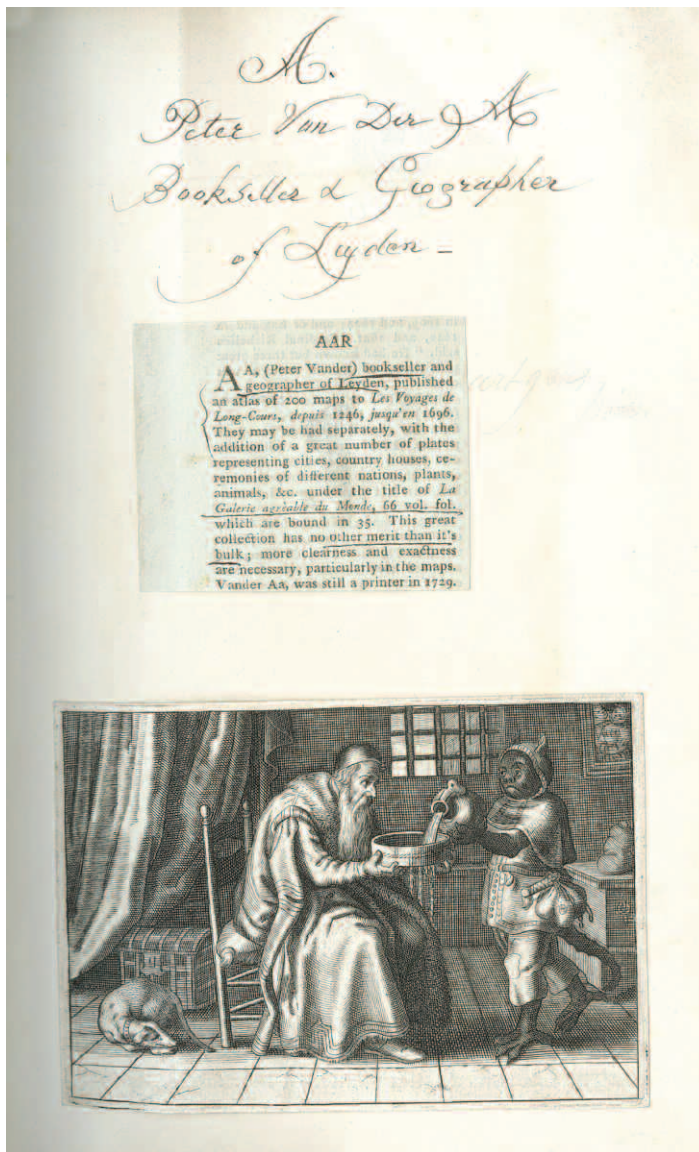 A.
Peter Van Der A
Bookseller & Geographer
of Leyden =
AAR
AA, (Peter Vander) bookseller and
geographer of Leyden, published
an atlas of 200 maps to Les Voyages de
Long-Cours, depuis 1246, jusqu'en 1696.
They may be had separately, with the
addition of a great number of plates
representing cities, country houses, ce-
remonies of different nations, plants,
animals, &c. under the title of La
Galerie agréable du Monde, 66 vol. fol.
which are bound in 35. This great
collection has no other merit than it's
bulk; more clearness and exactness
are necessary, particularly in the maps.
Vander Aa, was still a printer in 1729.